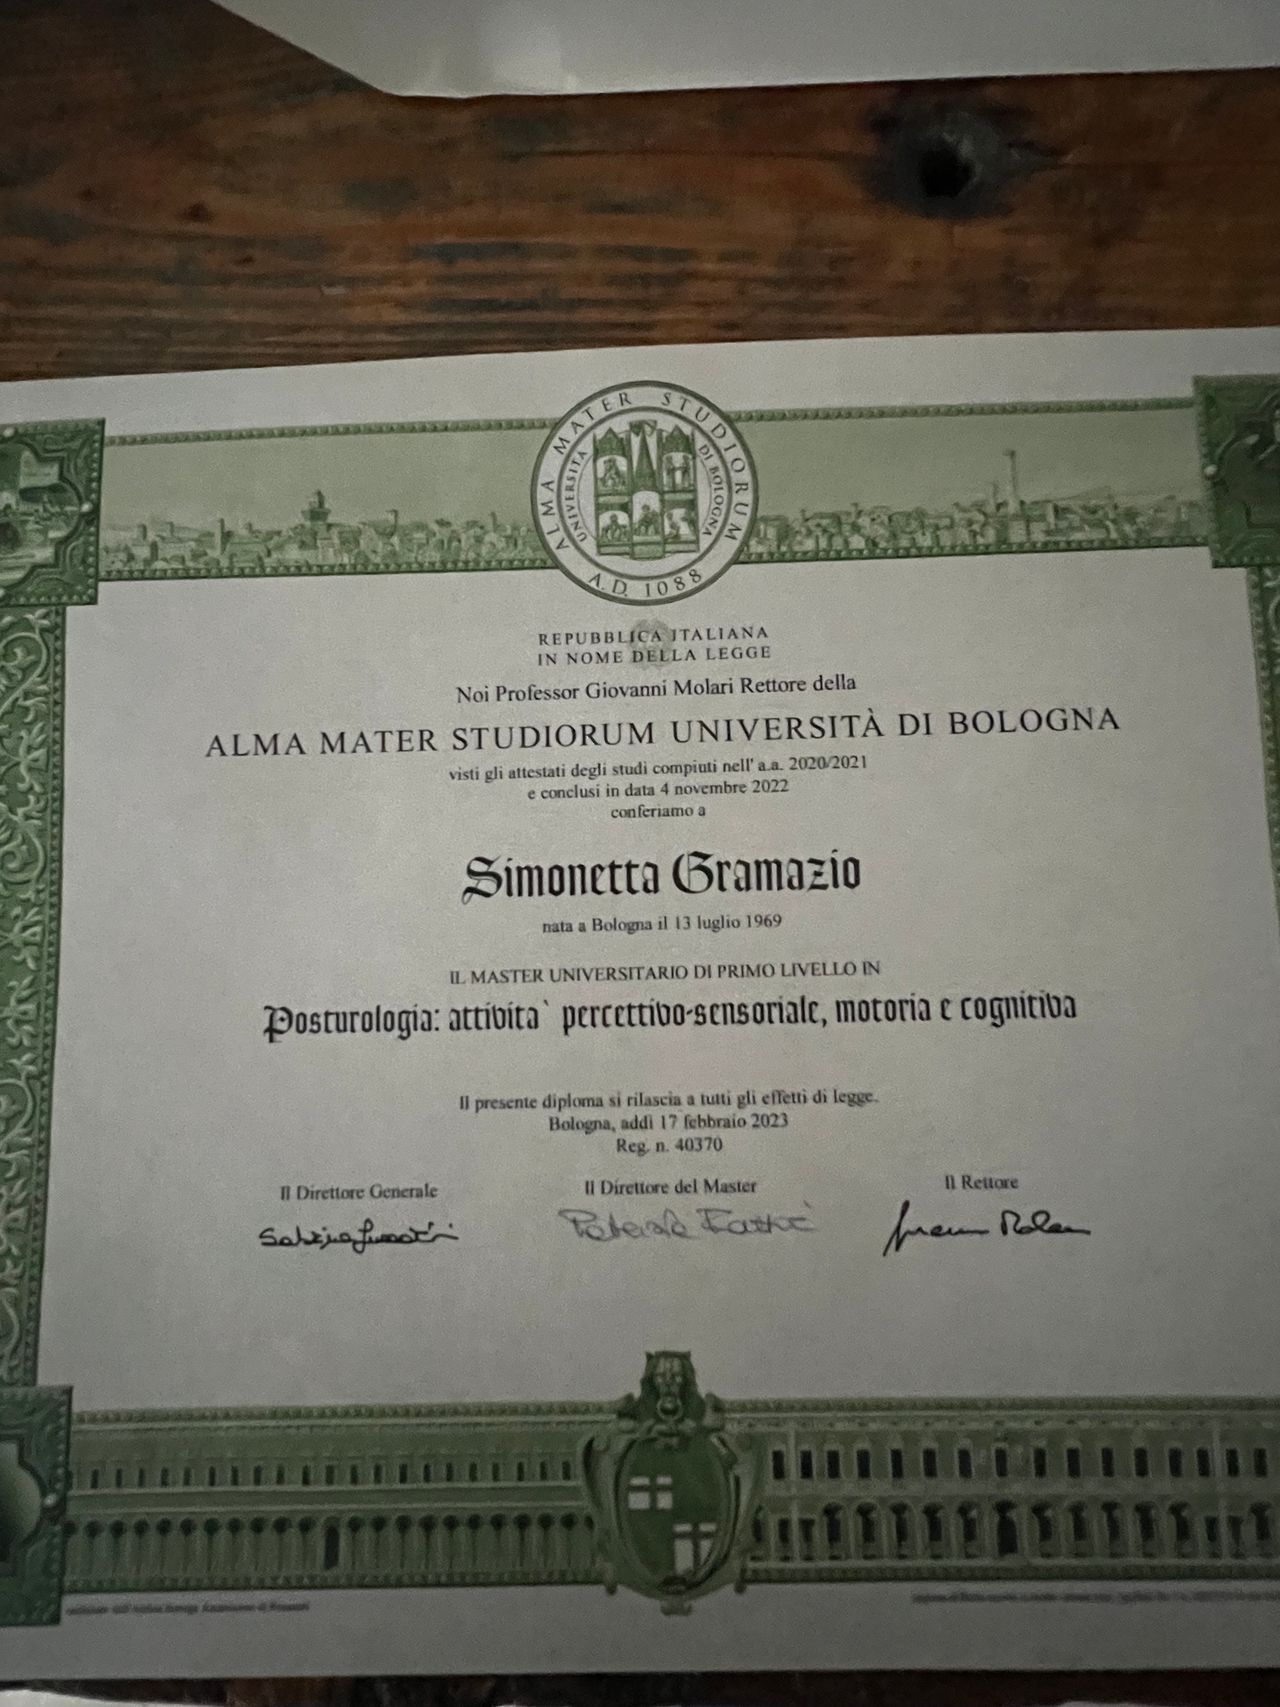 ALMA MATER STUDIORUM
UNIVERSITA DI BOLOGNA
A.D. 1088
REPUBBLICA ITALIANA
IN NOME DELLA LEGGE
Noi Professor Giovanni Molari Rettore della
ALMA MATER STUDIORUM UNIVERSITÀ DI BOLOGNA
visti gli attestati degli studi compiuti nell' a.a. 2020/2021
e conclusi in data 4 novembre 2022
conferiamo a
Simonetta Gramazio
nata a Bologna il 13 luglio 1969
IL MASTER UNIVERSITARIO DI PRIMO LIVELLO IN
Posturologia: attivita` percettivo-sensoriale, motoria e cognitiva
Il presente diploma si rilascia a tutti gli effetti di legge.
Bologna, addì 17 febbraio 2023
Reg. n. 40370
Il Direttore Generale Il Direttore del Master Il Rettore